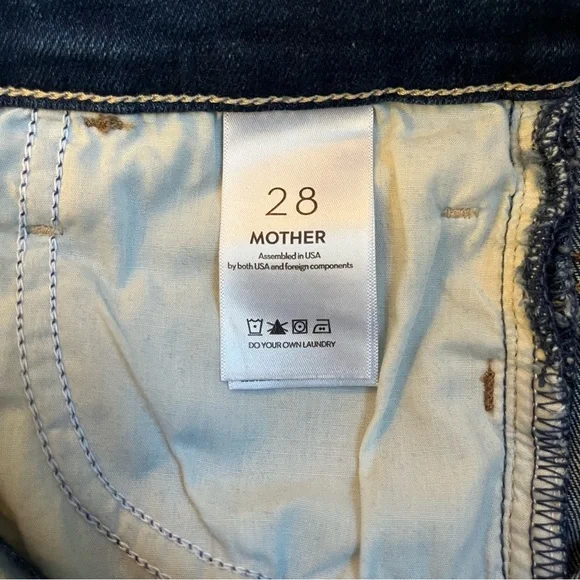 28
MOTHER
Assembled in USA
by both USA and foreign components
DO YOUR OWN LAUNDRY